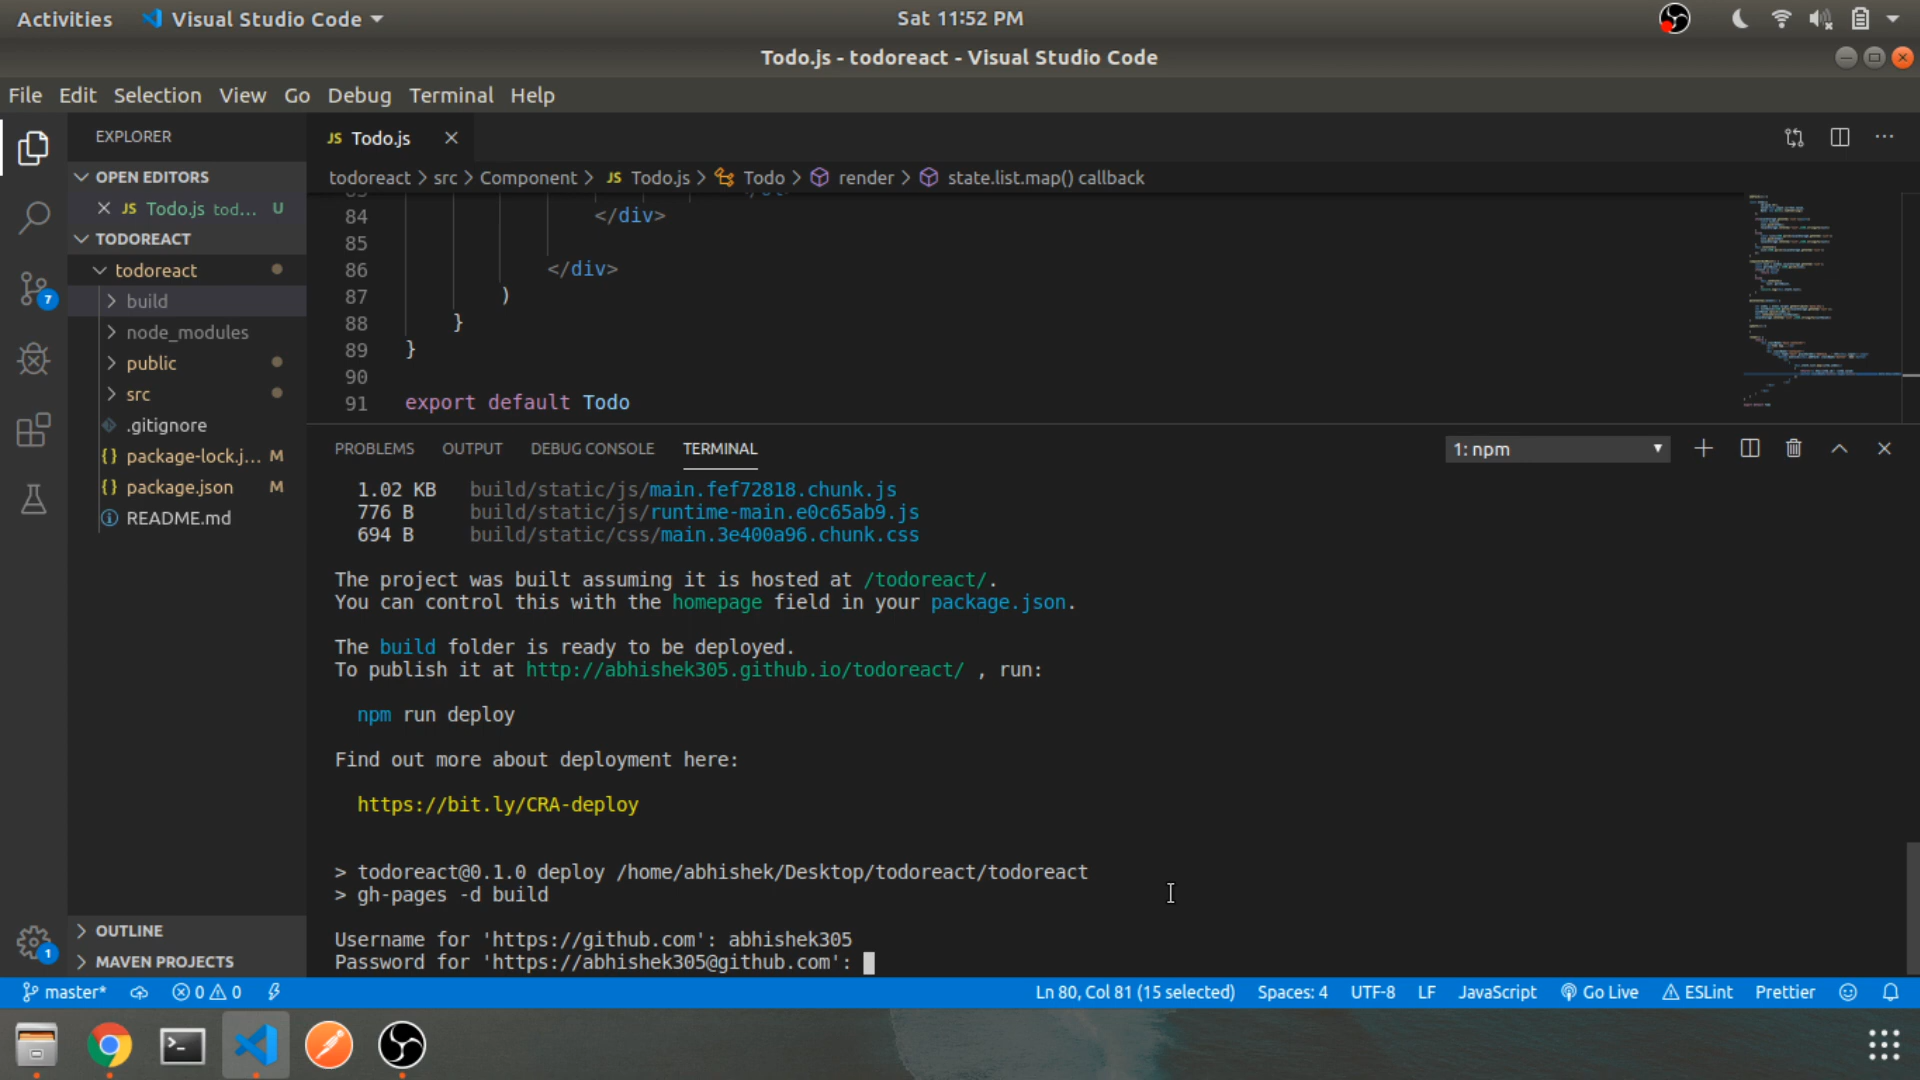 Activities
Visual Studio Code
Sat 11:52 PM
Todo.js - todoreact - Visual Studio Code
File Edit Selection View Go Debug Terminal Help
EXPLORER
JS Todo.js
OPEN EDITORS
JS Todo.js tod... U
TODOREACT
todoreact
build
node_modules
public
src
.gitignore
{} package-lock.j... M
{} package.json M
README.md
OUTLINE
MAVEN PROJECTS
7
1
todoreact > src > Component > JS Todo.js > Todo > render > state.list.map() callback
84 </div>
85
86 </div>
87 )
88 }
89 }
90
91 export default Todo
PROBLEMS OUTPUT DEBUG CONSOLE TERMINAL
1: npm
1.02 KB build/static/js/main.fef72818.chunk.js
776 B build/static/js/runtime-main.e0c65ab9.js
694 B build/static/css/main.3e400a96.chunk.css
The project was built assuming it is hosted at /todoreact/.
You can control this with the homepage field in your package.json.
The build folder is ready to be deployed.
To publish it at http://abhishek305.github.io/todoreact/ , run:
npm run deploy
Find out more about deployment here:
https://bit.ly/CRA-deploy
> todoreact@0.1.0 deploy /home/abhishek/Desktop/todoreact/todoreact
> gh-pages -d build
Username for 'https://github.com': abhishek305
Password for 'https://abhishek305@github.com':
master* 0 0
Ln 80, Col 81 (15 selected) Spaces: 4 UTF-8 LF JavaScript Go Live ESLint Prettier